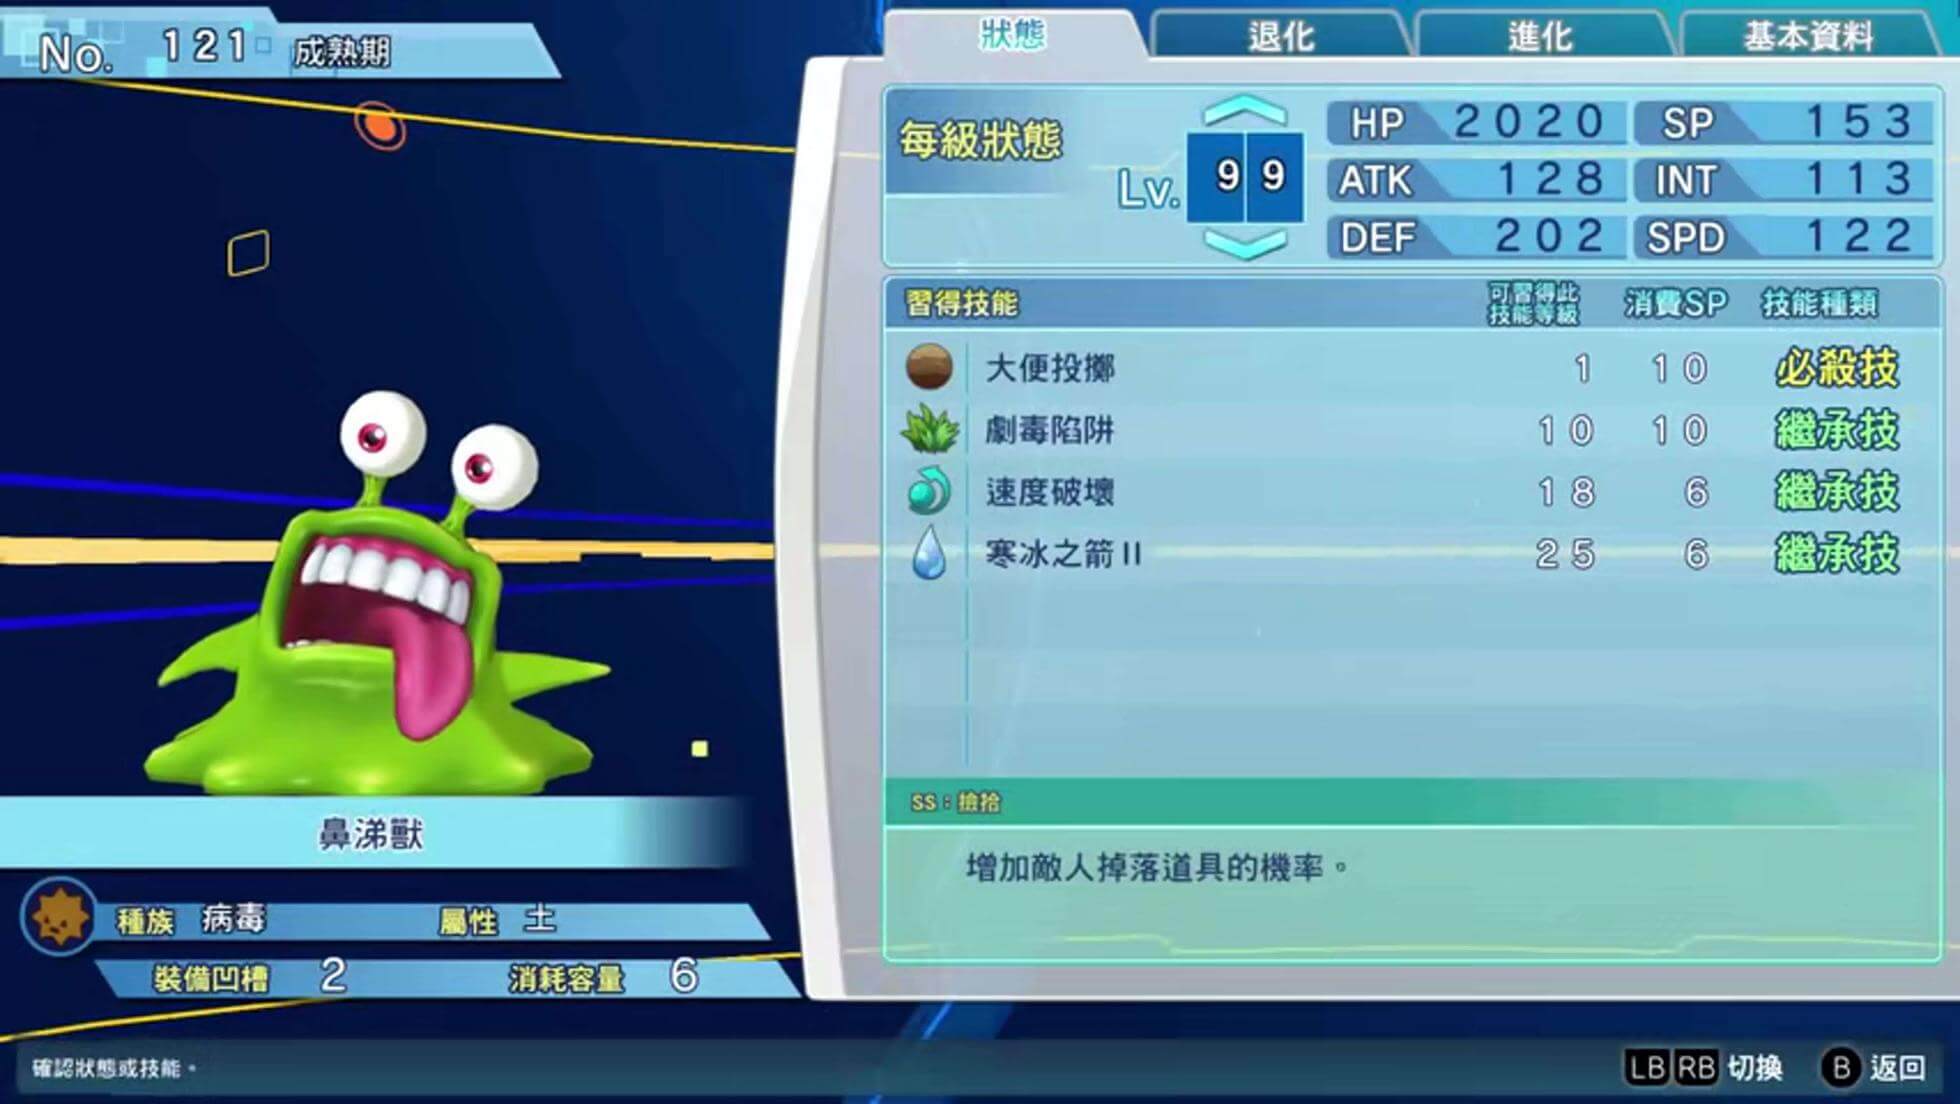 No. 121 成熟期
狀態 退化 進化 基本資料
每級狀態
Lv. 99
HP 2020 SP 153
ATK 128 INT 113
DEF 202 SPD 122
習得技能 可習得此技能等級 消費SP 技能種類
大便投擲 1 10 必殺技
劇毒陷阱 10 10 繼承技
速度破壞 18 6 繼承技
寒冰之箭II 25 6 繼承技
SS：撿拾
增加敵人掉落道具的機率。
鼻涕獸
種族 病毒 屬性 土
裝備凹槽 2 消耗容量 6
確認狀態或技能。
LB RB 切換 B 返回